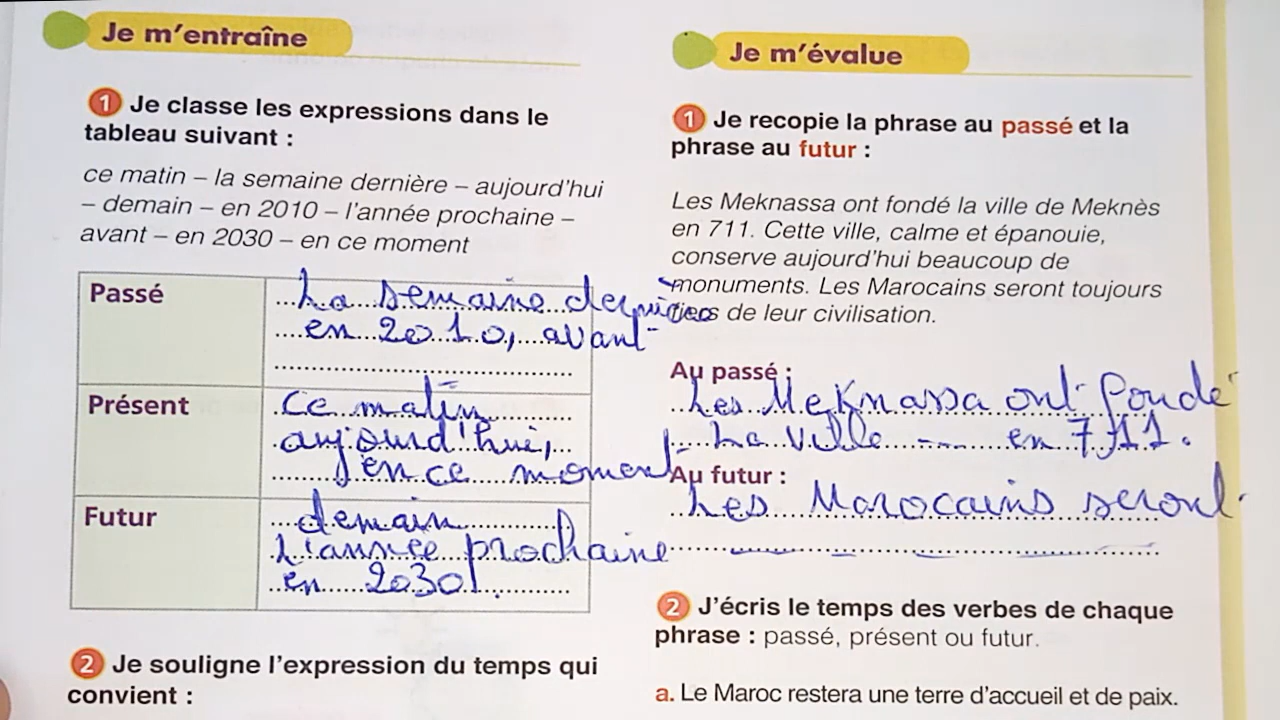 Je m'entraîne
1 Je classe les expressions dans le
tableau suivant :
ce matin – la semaine dernière – aujourd'hui
– demain – en 2010 – l'année prochaine –
avant – en 2030 – en ce moment
Passé
La semaine dernière
en 2010, avant
Présent
Ce matin
aujourd'hui,
en ce moment
Futur
demain
L'année prochaine
en 2030.
2 Je souligne l'expression du temps qui
convient :
Je m'évalue
1 Je recopie la phrase au passé et la
phrase au futur :
Les Meknassa ont fondé la ville de Meknès
en 711. Cette ville, calme et épanouie,
conserve aujourd'hui beaucoup de
monuments. Les Marocains seront toujours
fiers de leur civilisation.
Au passé :
Les Meknassa ont fondé
La ville en 711.
Au futur :
Les Marocains seront
2 J'écris le temps des verbes de chaque
phrase : passé, présent ou futur.
a. Le Maroc restera une terre d'accueil et de paix.